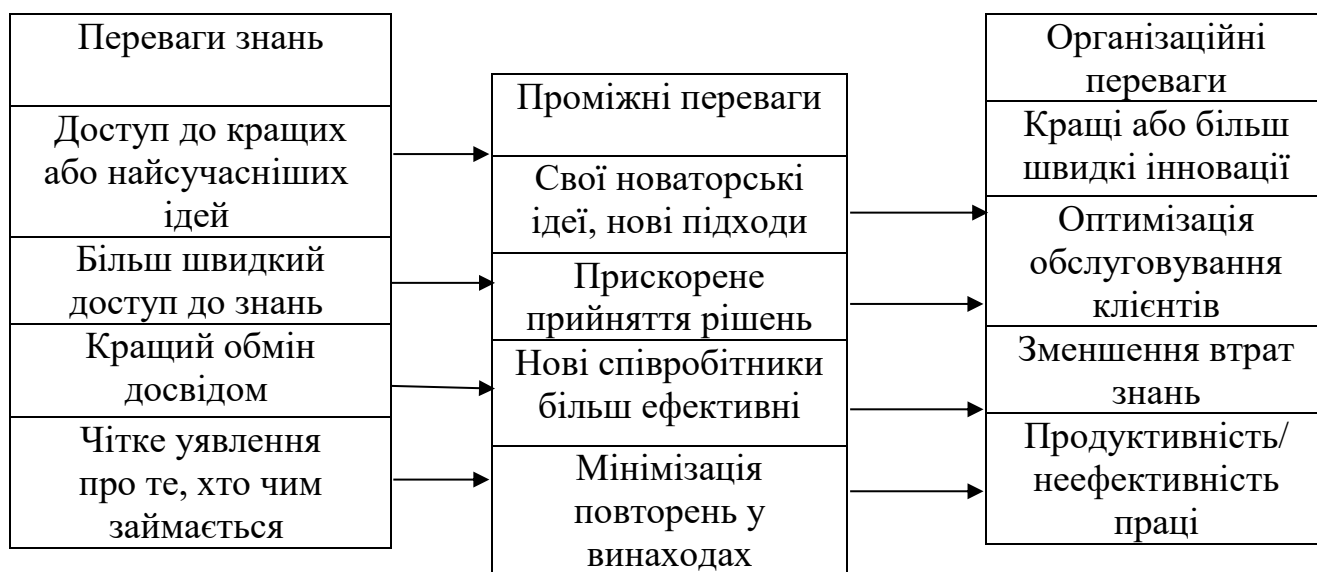 Переваги знань
Доступ до кращих
або найсучасніших
ідей
Більш швидкий
доступ до знань
Кращий обмін
досвідом
Чітке уявлення
про те, хто чим
займається
Проміжні переваги
Свої новаторські
ідеї, нові підходи
Прискорене
прийняття рішень
Нові співробітники
більш ефективні
Мінімізація
повторень у
винаходах
Організаційні
переваги
Кращі або більш
швидкі інновації
Оптимізація
обслуговування
клієнтів
Зменшення втрат
знань
Продуктивність/
неефективність
праці